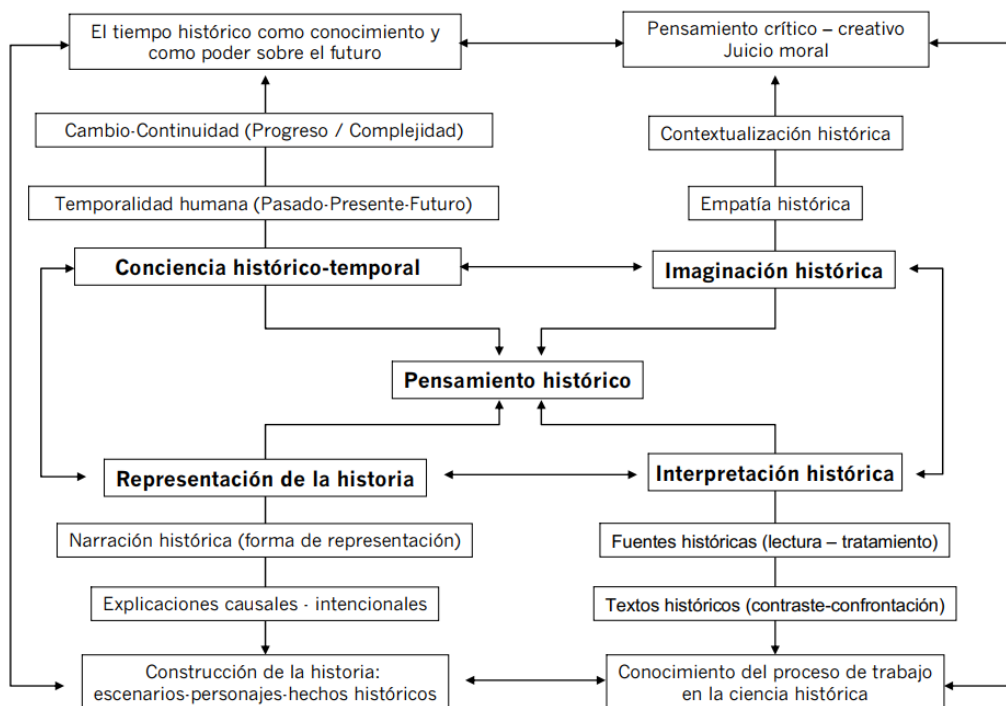 El tiempo histórico como conocimiento y
como poder sobre el futuro
Pensamiento crítico – creativo
Juicio moral
Cambio-Continuidad (Progreso / Complejidad)
Contextualización histórica
Temporalidad humana (Pasado-Presente-Futuro)
Empatía histórica
Conciencia histórico-temporal
Imaginación histórica
Pensamiento histórico
Representación de la historia
Interpretación histórica
Narración histórica (forma de representación)
Fuentes históricas (lectura – tratamiento)
Explicaciones causales - intencionales
Textos históricos (contraste-confrontación)
Construcción de la historia:
escenarios-personajes-hechos históricos
Conocimiento del proceso de trabajo
en la ciencia histórica